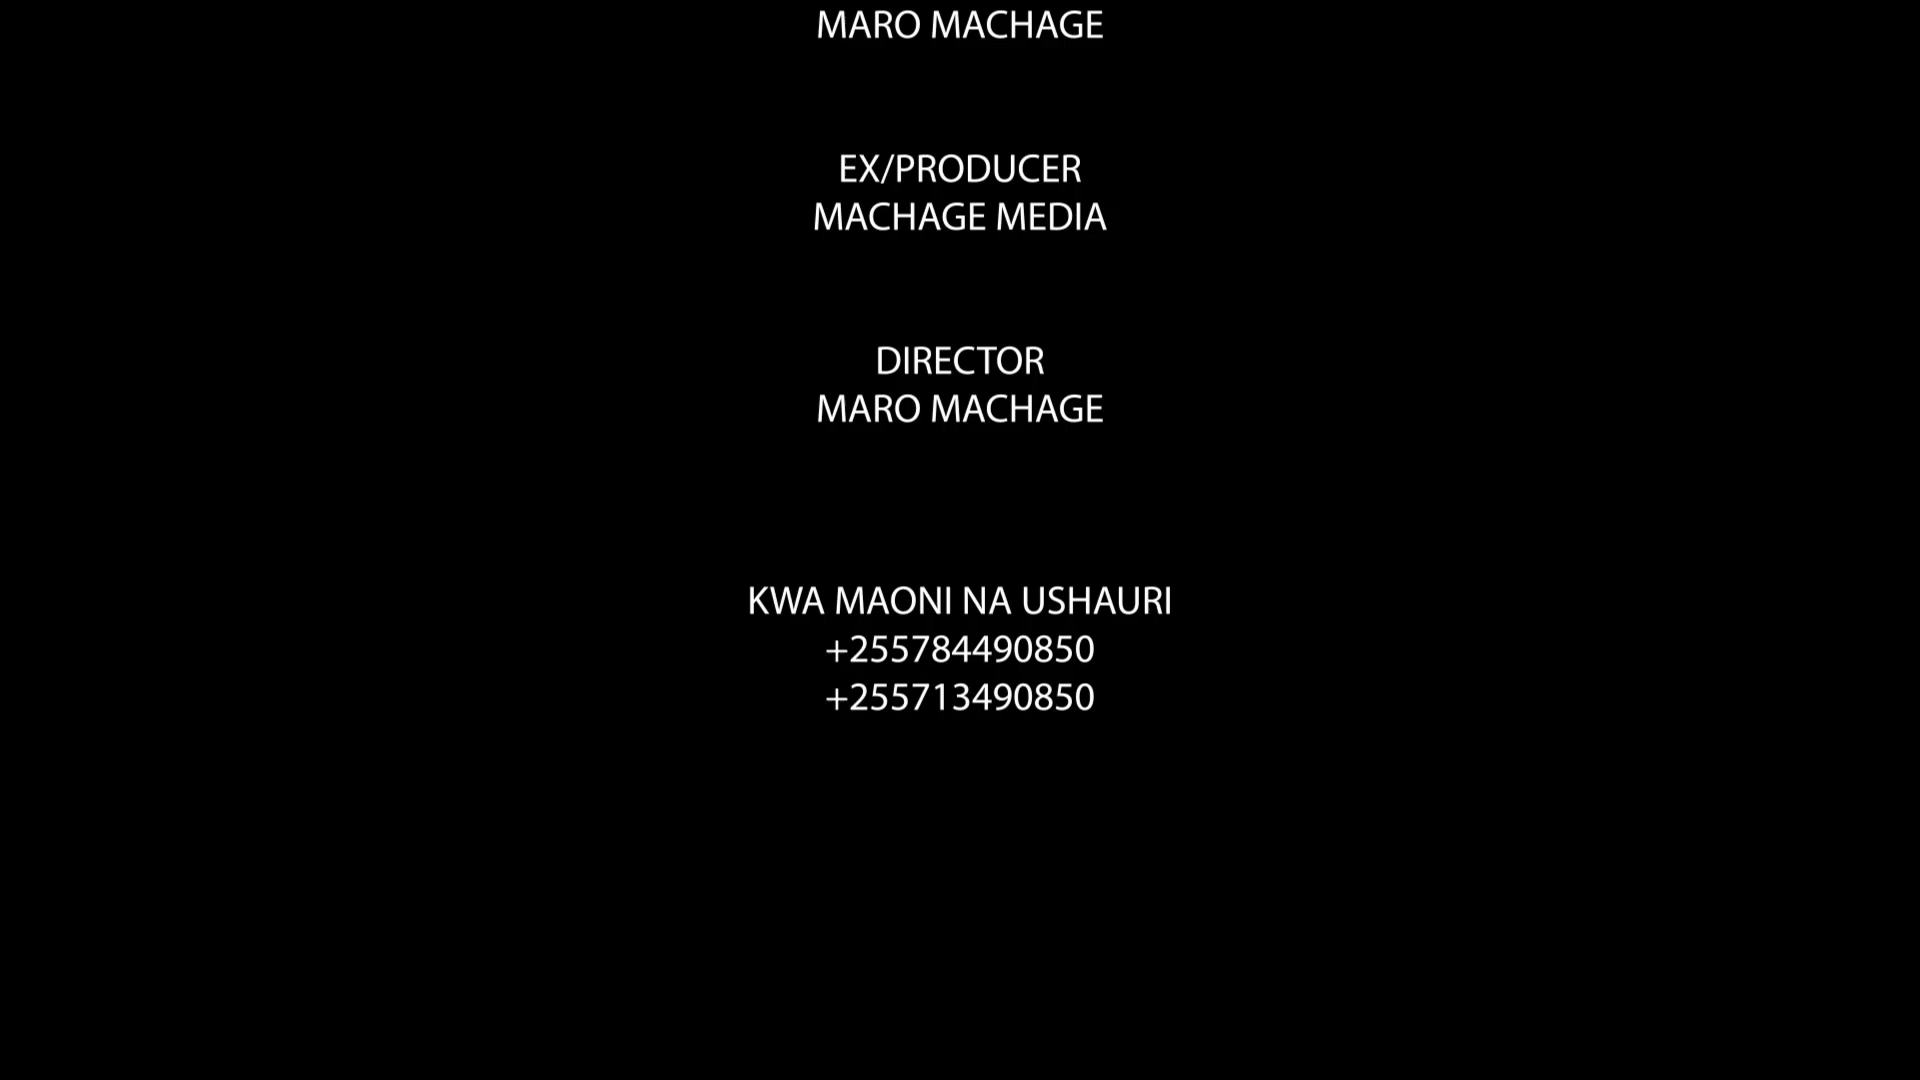 MARO MACHAGE
EX/PRODUCER
MACHAGE MEDIA
DIRECTOR
MARO MACHAGE
KWA MAONI NA USHAURI
+255784490850
+255713490850